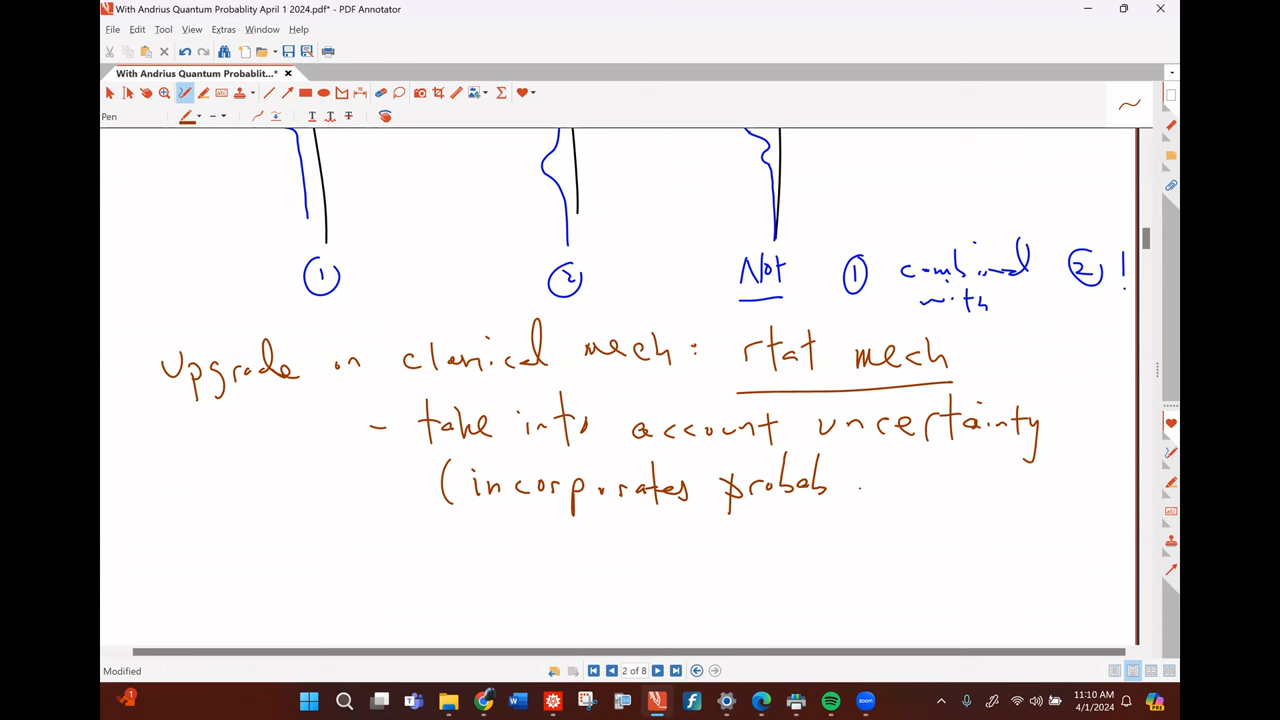 With Andrius Quantum Probablity April 1 2024.pdf* - PDF Annotator
File Edit Tool View Extras Window Help
With Andrius Quantum Probablit...*
Pen
① ② Not ① combined ② !
with
Upgrade on classical mech: stat mech
- take into account uncertainty
(incorporates probab
Modified
2 of 8
11:10 AM
4/1/2024